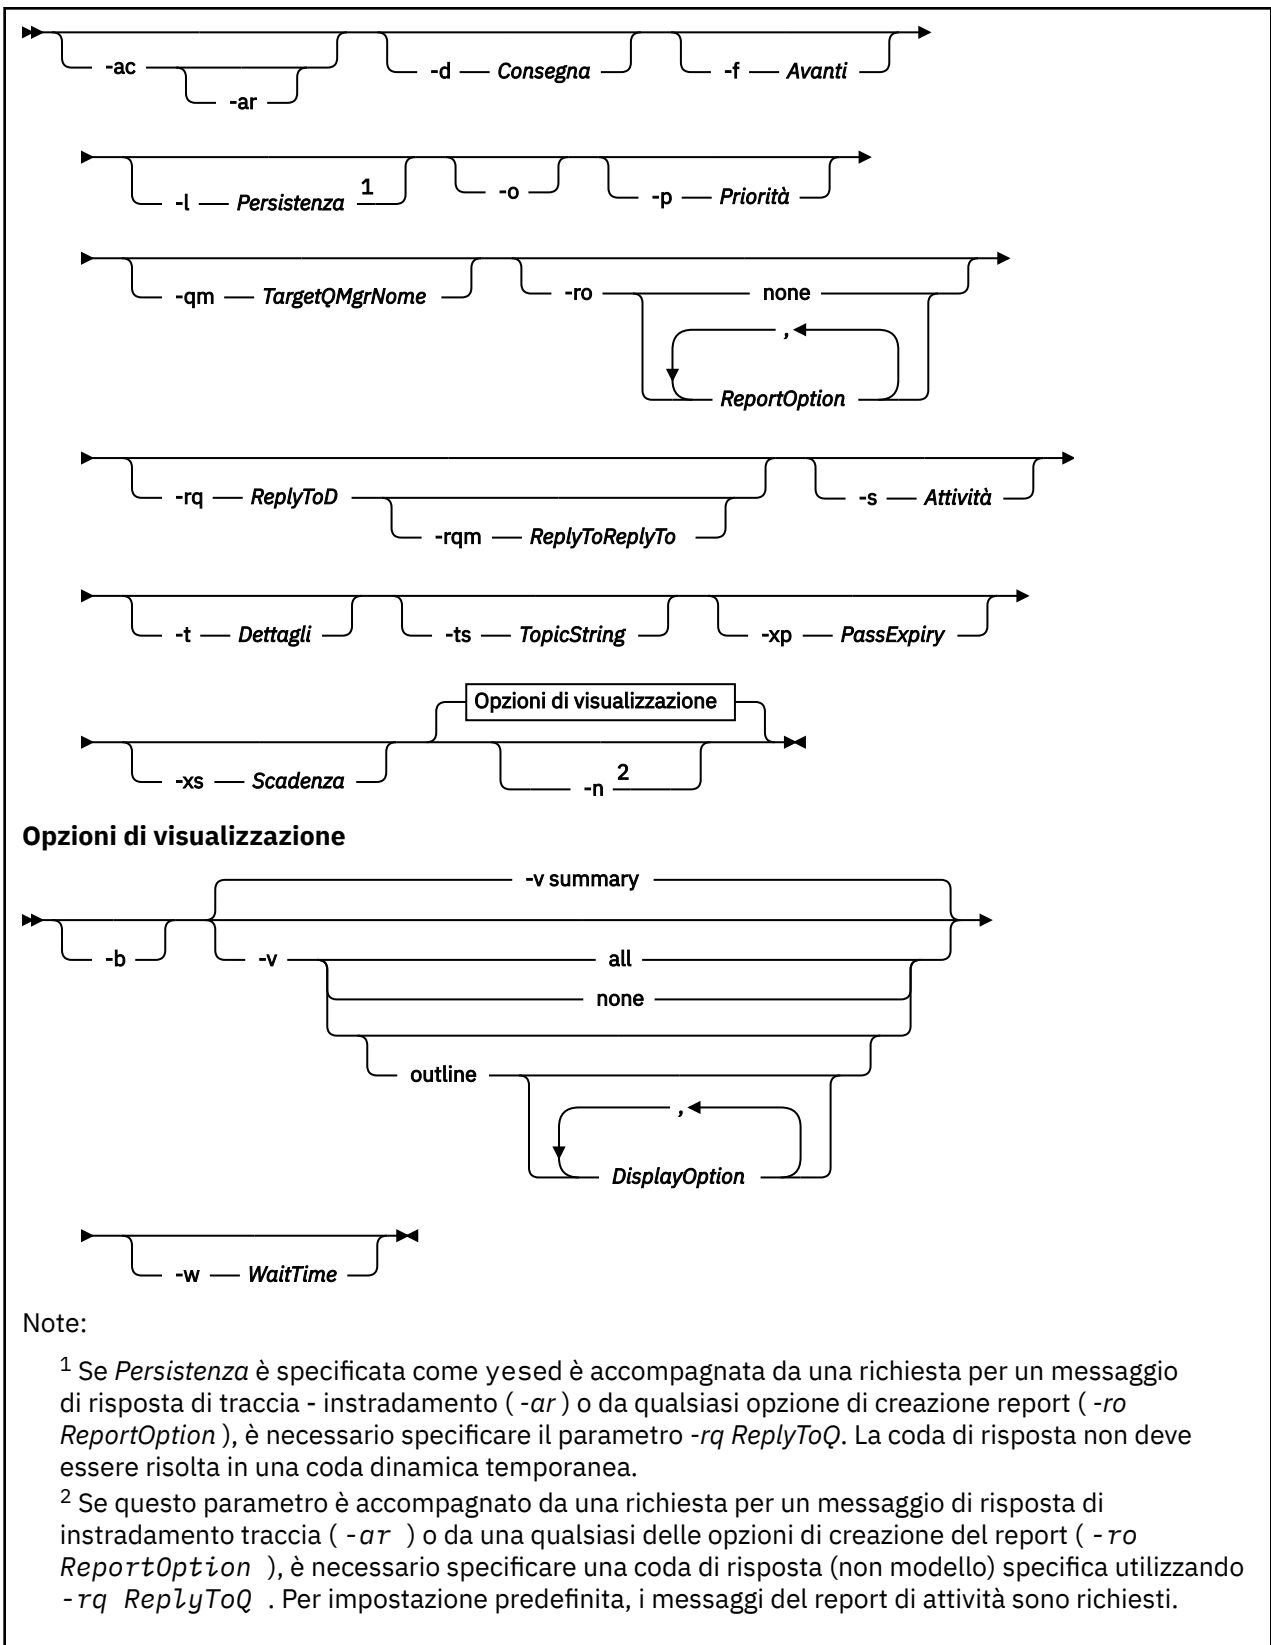 -ac
-ar
-d Consegna
-f Avanti
-l Persistenza 1
-o
-p Priorità
-qm TargetQMgrNome
-ro none
,
ReportOption
-rq ReplyToD
-rqm ReplyToReplyTo
-s Attività
-t Dettagli
-ts TopicString
-xp PassExpiry
-xs Scadenza
Opzioni di visualizzazione
-n 2
Opzioni di visualizzazione
-v summary
-b
-v all
none
outline
,
DisplayOption
-w WaitTime
Note:
1 Se Persistenza è specificata come yesed è accompagnata da una richiesta per un messaggio
di risposta di traccia - instradamento ( -ar ) o da qualsiasi opzione di creazione report ( -ro
ReportOption ), è necessario specificare il parametro -rq ReplyToQ. La coda di risposta non deve
essere risolta in una coda dinamica temporanea.
2 Se questo parametro è accompagnato da una richiesta per un messaggio di risposta di
instradamento traccia ( -ar ) o da una qualsiasi delle opzioni di creazione del report ( -ro
ReportOption ), è necessario specificare una coda di risposta (non modello) specifica utilizzando
-rq ReplyToQ . Per impostazione predefinita, i messaggi del report di attività sono richiesti.